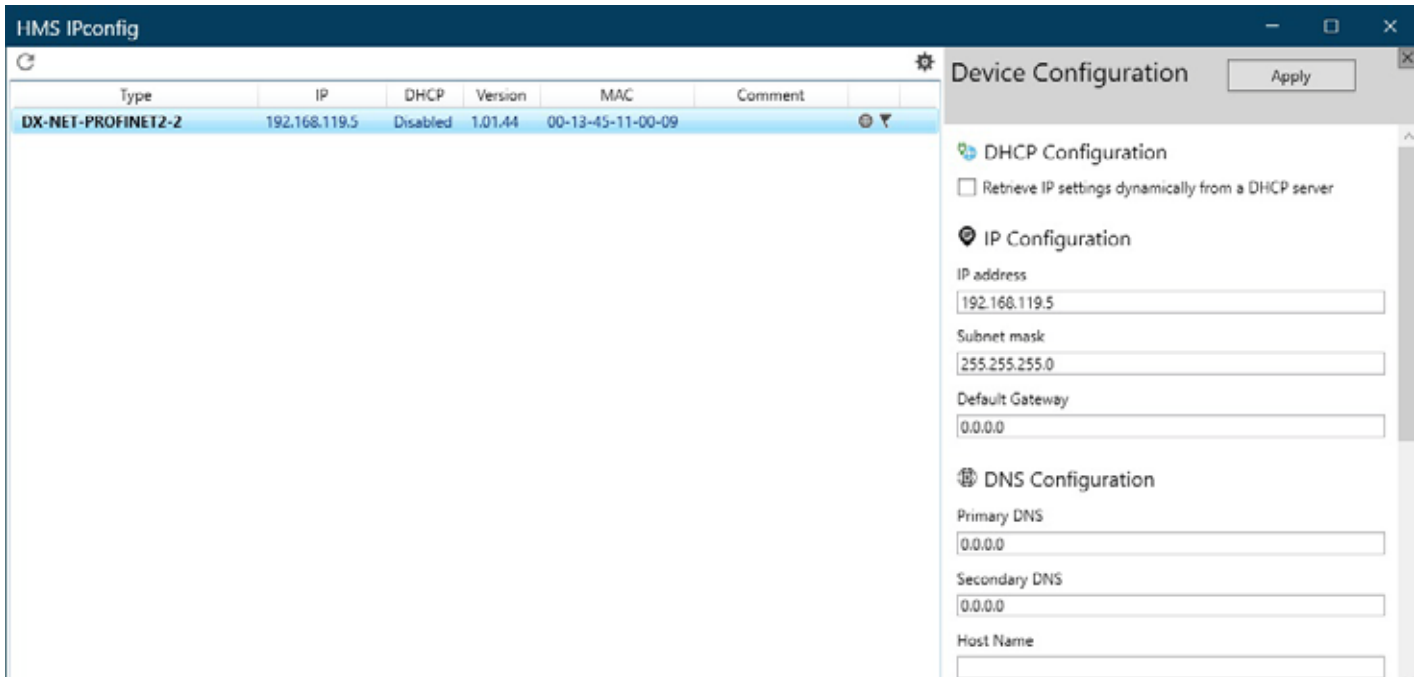 HMS IPconfig
Device Configuration Apply
Type IP DHCP Version MAC Comment
DX-NET-PROFINET2-2 192.168.119.5 Disabled 1.01.44 00-13-45-11-00-09
DHCP Configuration
Retrieve IP settings dynamically from a DHCP server
IP Configuration
IP address
192.168.119.5
Subnet mask
255.255.255.0
Default Gateway
0.0.0.0
DNS Configuration
Primary DNS
0.0.0.0
Secondary DNS
0.0.0.0
Host Name